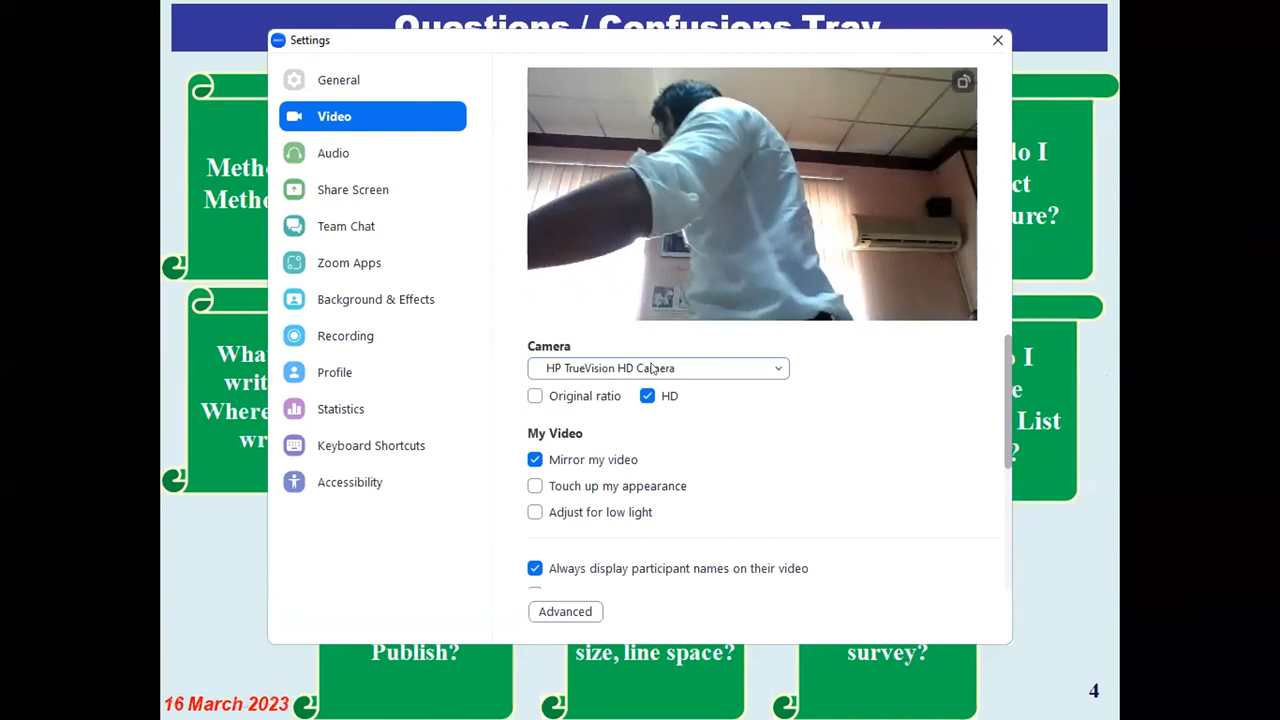 Questions / Confusions Tray
Settings
General
Video
Audio
Share Screen
Team Chat
Zoom Apps
Background & Effects
Recording
Profile
Statistics
Keyboard Shortcuts
Accessibility
Camera
HP TrueVision HD Camera
Original ratio
HD
My Video
Mirror my video
Touch up my appearance
Adjust for low light
Always display participant names on their video
Advanced
Publish?
size, line space?
survey?
16 March 2023
4